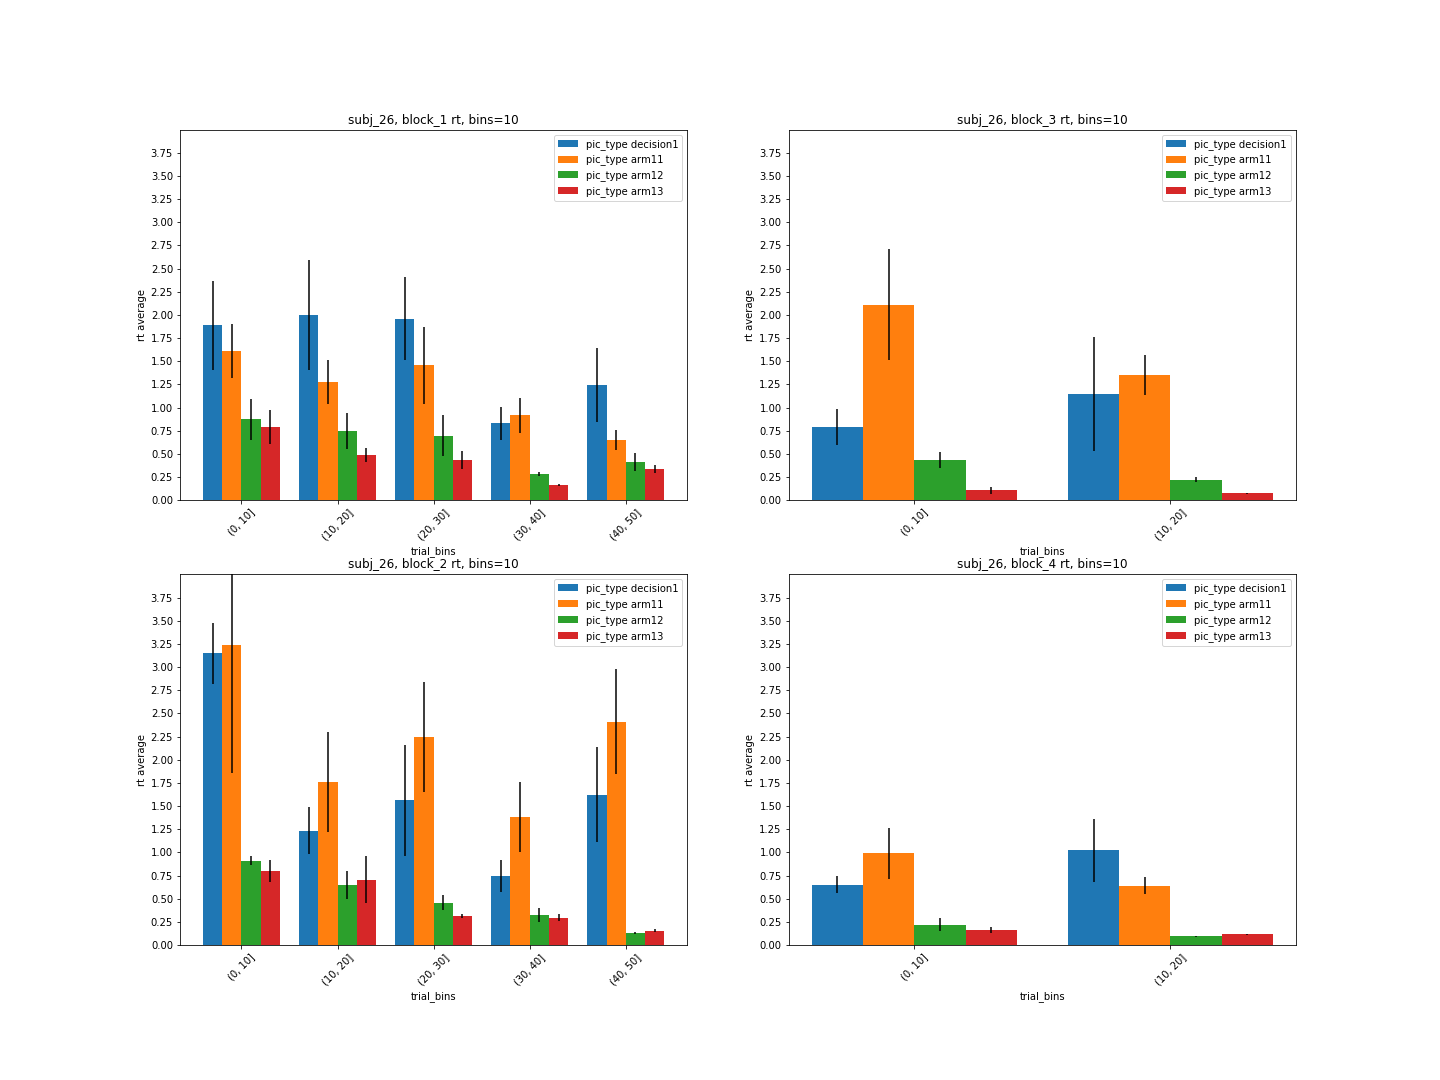 subj_26, block_1 rt, bins=10
pic_type decision1
pic_type arm11
pic_type arm12
pic_type arm13
3.75
3.50
3.25
3.00
2.75
2.50
2.25
2.00
1.75
1.50
1.25
1.00
0.75
0.50
0.25
0.00
rt average
(0, 10]
(10, 20]
(20, 30]
(30, 40]
(40, 50]
trial_bins
subj_26, block_3 rt, bins=10
pic_type decision1
pic_type arm11
pic_type arm12
pic_type arm13
3.75
3.50
3.25
3.00
2.75
2.50
2.25
2.00
1.75
1.50
1.25
1.00
0.75
0.50
0.25
0.00
rt average
(0, 10]
(10, 20]
trial_bins
subj_26, block_2 rt, bins=10
pic_type decision1
pic_type arm11
pic_type arm12
pic_type arm13
3.75
3.50
3.25
3.00
2.75
2.50
2.25
2.00
1.75
1.50
1.25
1.00
0.75
0.50
0.25
0.00
rt average
(0, 10]
(10, 20]
(20, 30]
(30, 40]
(40, 50]
trial_bins
subj_26, block_4 rt, bins=10
pic_type decision1
pic_type arm11
pic_type arm12
pic_type arm13
3.75
3.50
3.25
3.00
2.75
2.50
2.25
2.00
1.75
1.50
1.25
1.00
0.75
0.50
0.25
0.00
rt average
(0, 10]
(10, 20]
trial_bins